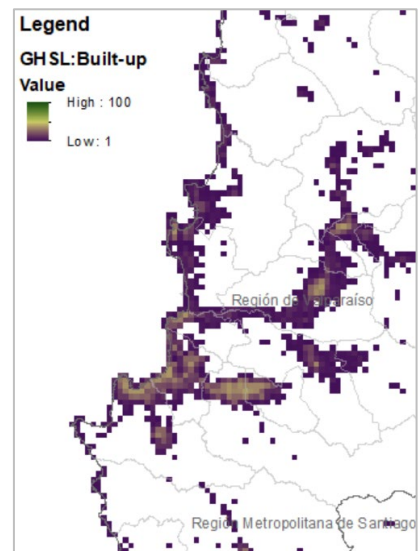 Legend
GHSL:Built-up
Value
High : 100
Low: 1
Región de Valparaíso
Región Metropolitana de Santiago